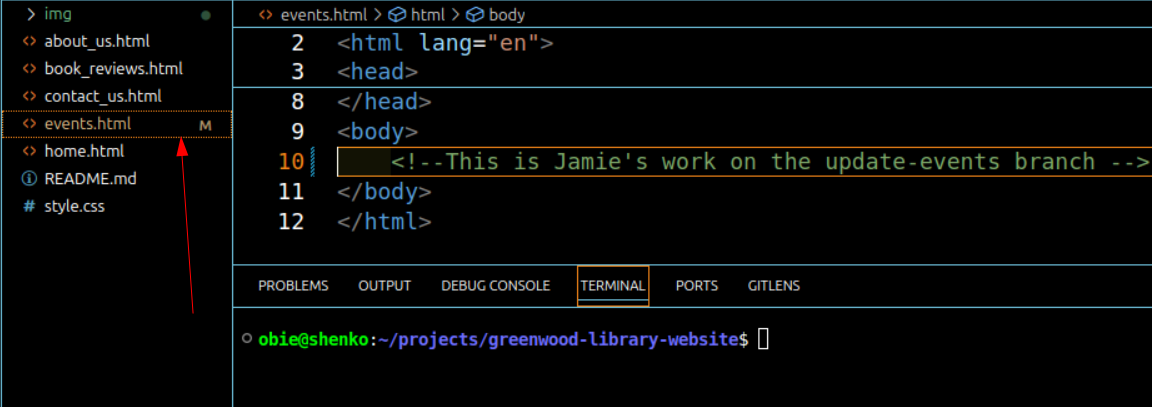 img
about_us.html
book_reviews.html
contact_us.html
events.html M
home.html
README.md
style.css
events.html > html > body
2 <html lang="en">
3 <head>
8 </head>
9 <body>
10 <!--This is Jamie's work on the update-events branch -->
11 </body>
12 </html>
PROBLEMS OUTPUT DEBUG CONSOLE TERMINAL PORTS GITLENS
obie@shenko:~/projects/greenwood-library-website$